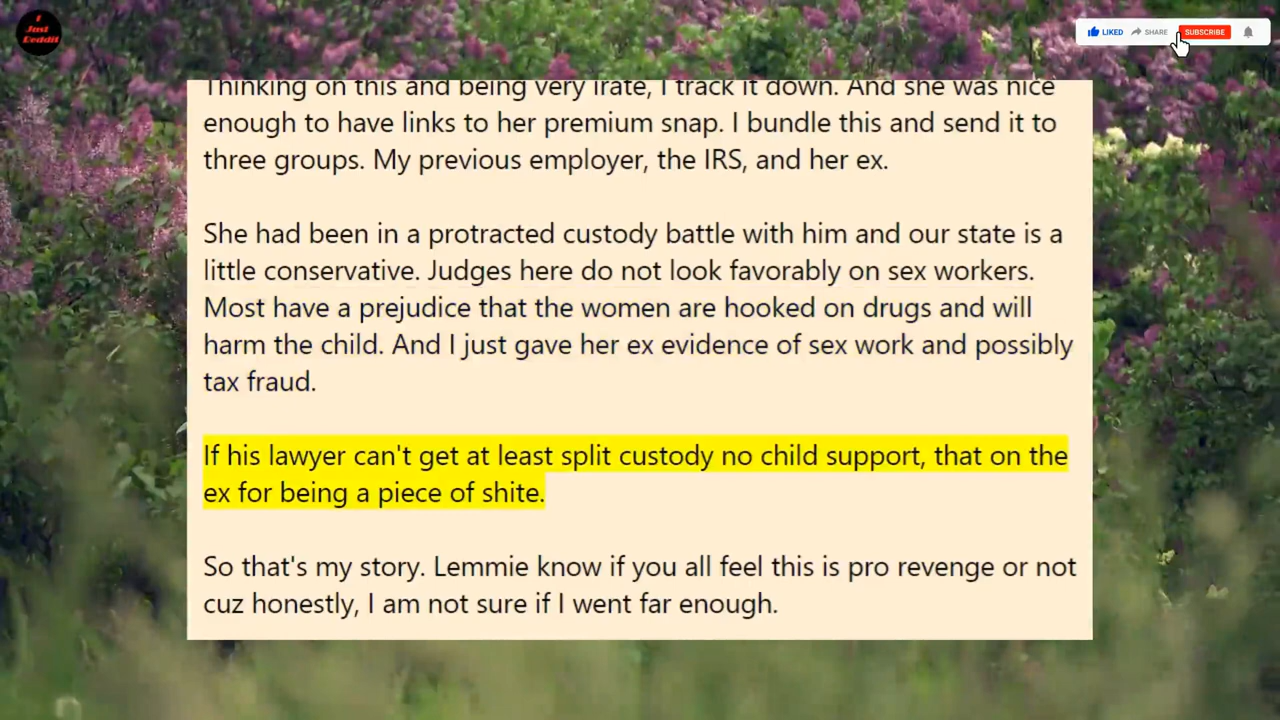 I
Just
Reddit
LIKED SHARE SUBSCRIBE
Thinking on this and being very irate, I track it down. And she was nice
enough to have links to her premium snap. I bundle this and send it to
three groups. My previous employer, the IRS, and her ex.
She had been in a protracted custody battle with him and our state is a
little conservative. Judges here do not look favorably on sex workers.
Most have a prejudice that the women are hooked on drugs and will
harm the child. And I just gave her ex evidence of sex work and possibly
tax fraud.
If his lawyer can't get at least split custody no child support, that on the
ex for being a piece of shite.
So that's my story. Lemmie know if you all feel this is pro revenge or not
cuz honestly, I am not sure if I went far enough.